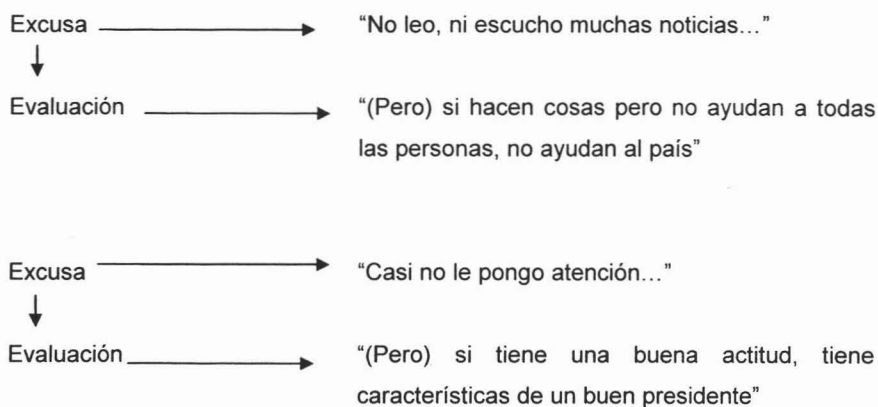 Excusa “No leo, ni escucho muchas noticias...”
Evaluación “(Pero) si hacen cosas pero no ayudan a todas
las personas, no ayudan al país”
Excusa “Casi no le pongo atención...”
Evaluación “(Pero) si tiene una buena actitud, tiene
características de un buen presidente”